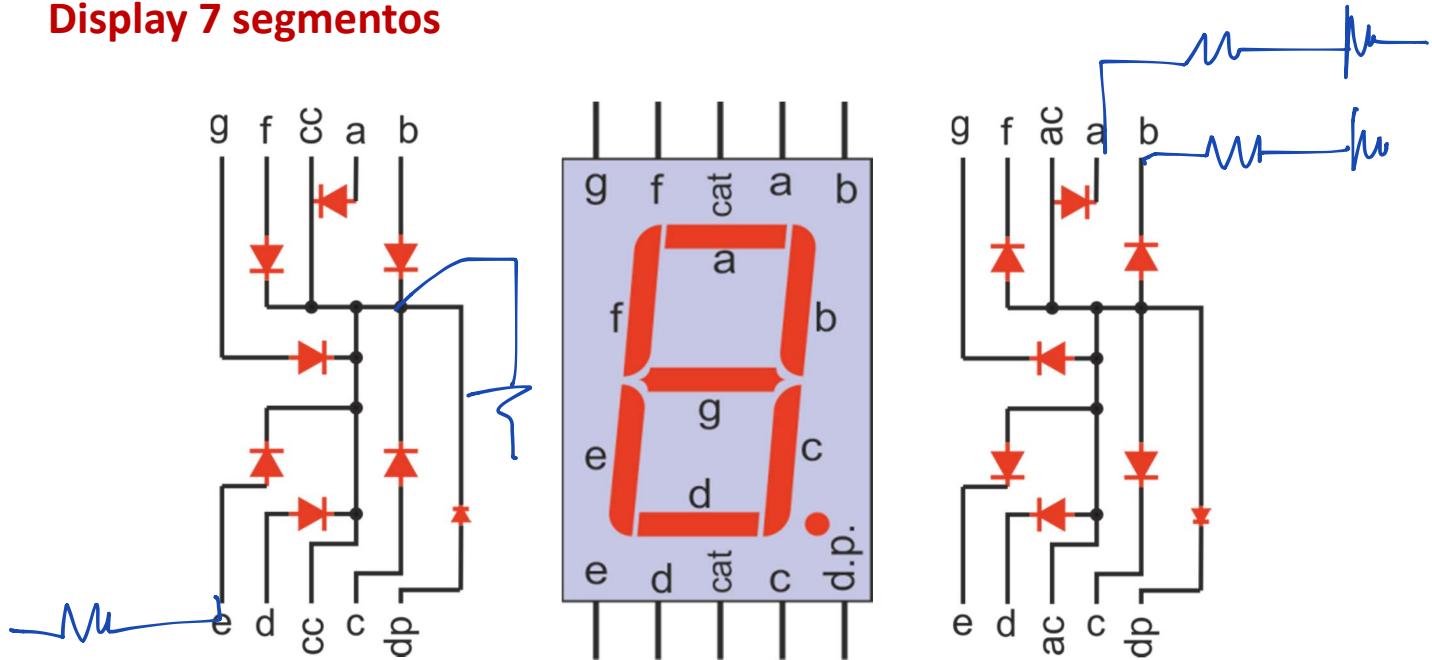 Display 7 segmentos
g f cc a b
e d cc c dp
g f cat a b
a
f b
g
e c
d
e d cat c d.p.
g f ac a b
e d ac c dp